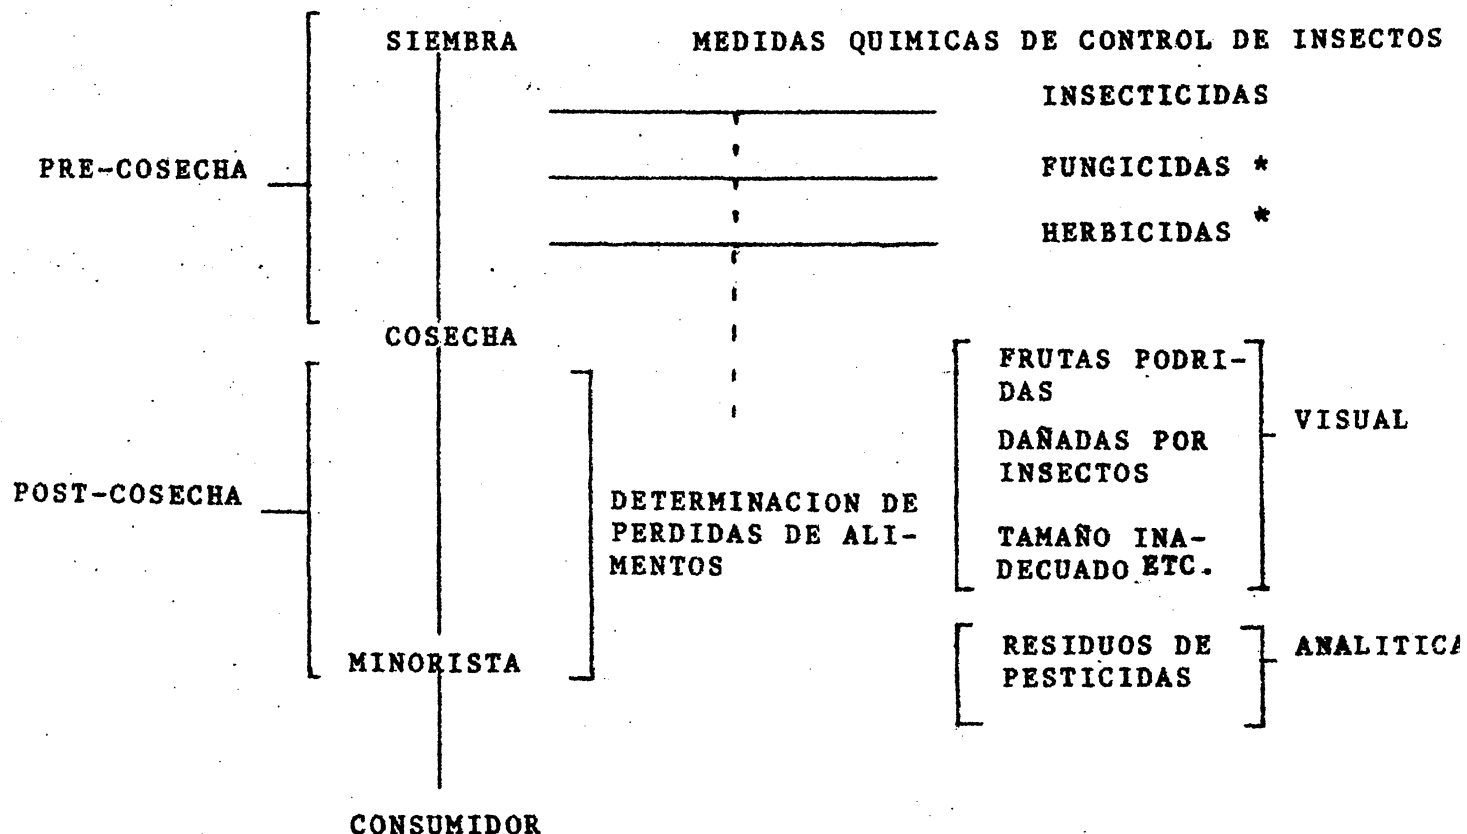 SIEMBRA
MEDIDAS QUIMICAS DE CONTROL DE INSECTOS
INSECTICIDAS
PRE-COSECHA
FUNGICIDAS *
HERBICIDAS *
COSECHA
FRUTAS PODRI-
DAS
DAÑADAS POR
INSECTOS
TAMAÑO INA-
DECUADO ETC.
VISUAL
POST-COSECHA
DETERMINACION DE
PERDIDAS DE ALI-
MENTOS
RESIDUOS DE
PESTICIDAS
ANALITICA
MINORISTA
CONSUMIDOR